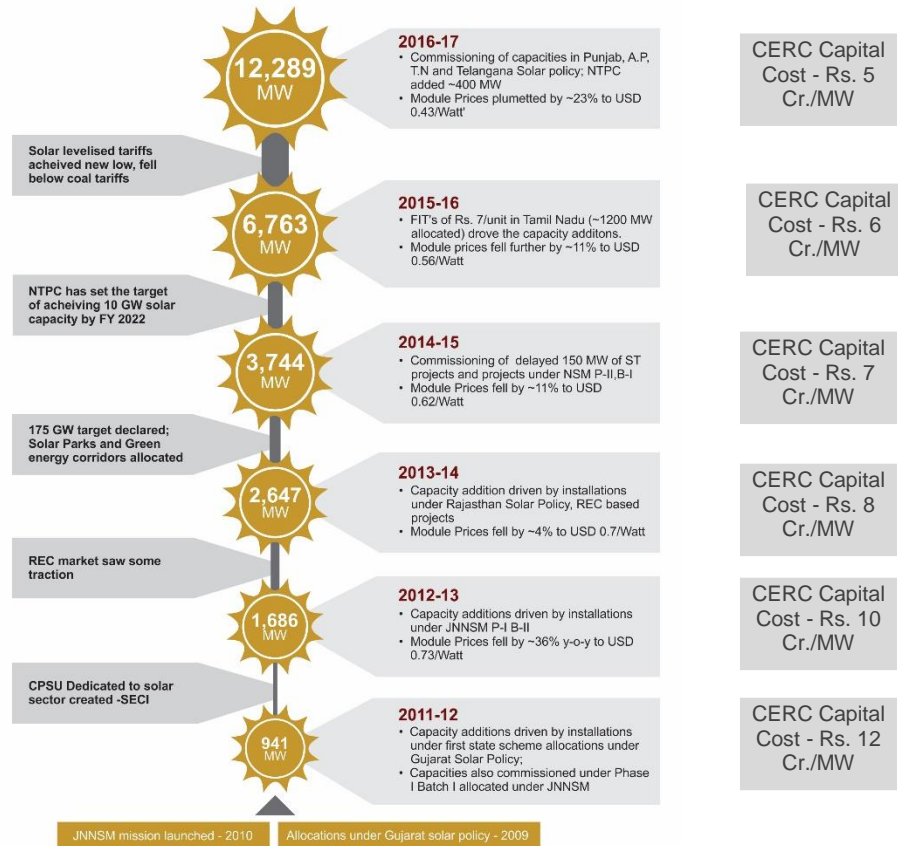 12,289
MW
2016-17
• Commissioning of capacities in Punjab, A.P,
T.N and Telangana Solar policy; NTPC
added ~400 MW
• Module Prices plumetted by ~23% to USD
0.43/Watt'
CERC Capital
Cost - Rs. 5
Cr./MW
Solar levelised tariffs
acheived new low, fell
below coal tariffs
6,763
MW
2015-16
• FIT's of Rs. 7/unit in Tamil Nadu (~1200 MW
allocated) drove the capacity additons.
• Module prices fell further by ~11% to USD
0.56/Watt
CERC Capital
Cost - Rs. 6
Cr./MW
NTPC has set the target
of acheiving 10 GW solar
capacity by FY 2022
3,744
MW
2014-15
• Commissioning of delayed 150 MW of ST
projects and projects under NSM P-II,B-I
• Module Prices fell by ~11% to USD
0.62/Watt
CERC Capital
Cost - Rs. 7
Cr./MW
175 GW target declared;
Solar Parks and Green
energy corridors allocated
2,647
MW
2013-14
• Capacity addition driven by installations
under Rajasthan Solar Policy, REC based
projects
• Module Prices fell by ~4% to USD 0.7/Watt
CERC Capital
Cost - Rs. 8
Cr./MW
REC market saw some
traction
1,686
MW
2012-13
• Capacity additions driven by installations
under JNNSM P-I B-II
• Module Prices fell by ~36% y-o-y to USD
0.73/Watt
CERC Capital
Cost - Rs. 10
Cr./MW
CPSU Dedicated to solar
sector created -SECI
941
MW
2011-12
• Capacity additions driven by installations
under first state scheme allocations under
Gujarat Solar Policy;
• Capacities also commissioned under Phase
I Batch I allocated under JNNSM
CERC Capital
Cost - Rs. 12
Cr./MW
JNNSM mission launched - 2010
Allocations under Gujarat solar policy - 2009